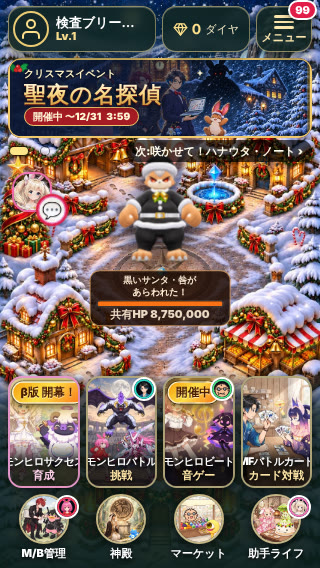 99
検査ブリー...
Lv.1
0 ダイヤ
メニュー
クリスマスイベント
聖夜の名探偵
開催中 〜12/31 3:59
次:咲かせて！ハナウタ・ノート ›
黒いサンタ・咎が
あらわれた！
共有HP 8,750,000
β版 開幕！
モンヒロサクセス
育成
モンヒロバトル
挑戦
開催中
モンヒロビート
音ゲー
バトルカード
カード対戦
M/B管理
神殿
マーケット
助手ライフ